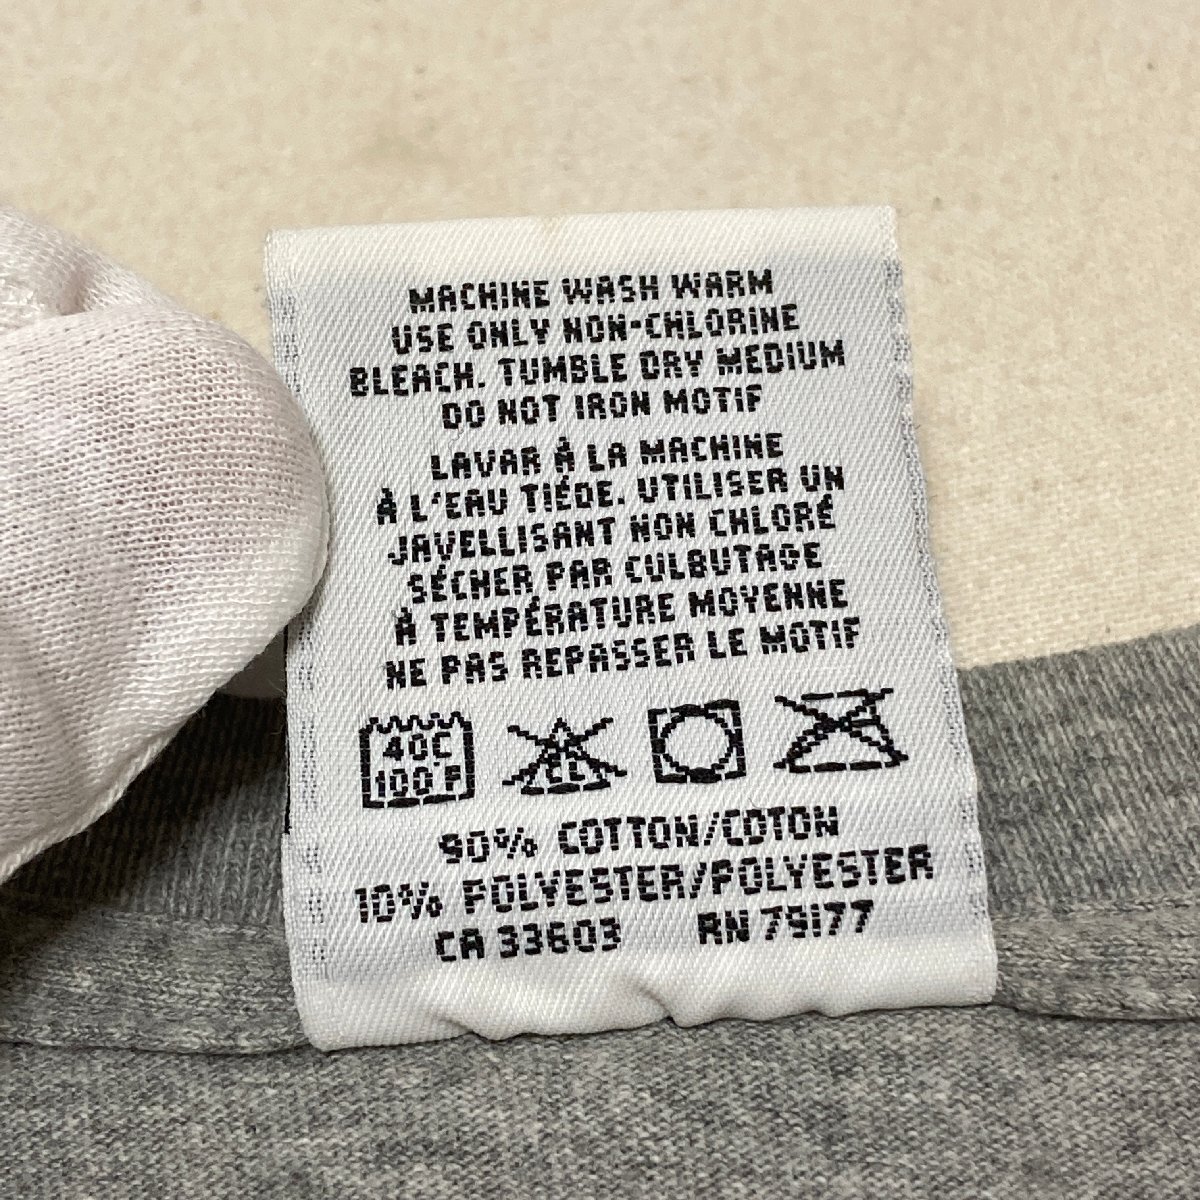 MACHINE WASH WARM
USE ONLY NON-CHLORINE
BLEACH. TUMBLE DRY MEDIUM
DO NOT IRON MOTIF
LAVAR À LA MACHINE
À L'EAU TIÉDE. UTILISER UN
JAVELLISANT NON CHLORÉ
SÉCHER PAR CULBUTAGE
À TEMPÉRATURE MOYENNE
NE PAS REPASSER LE MOTIF
40C
100°F
CL
90% COTTON/COTON
10% POLYESTER/POLYESTER
CA 33603 RN 79177